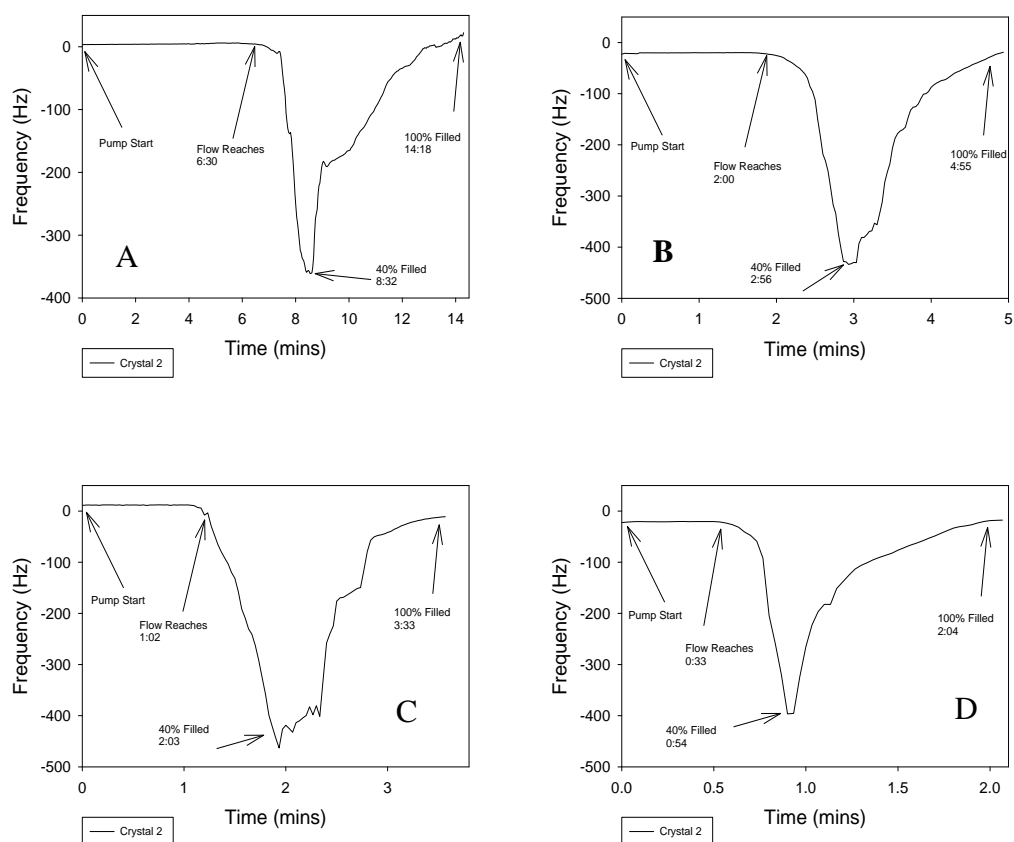 0
-100
-200
-300
-400
Frequency (Hz)
Pump Start
Flow Reaches
6:30
100% Filled
14:18
40% Filled
8:32
A
0 2 4 6 8 10 12 14
Time (mins)
Crystal 2
0
-100
-200
-300
-400
-500
Frequency (Hz)
Pump Start
Flow Reaches
2:00
100% Filled
4:55
40% Filled
2:56
B
0 1 2 3 4 5
Time (mins)
Crystal 2
0
-100
-200
-300
-400
-500
Frequency (Hz)
Pump Start
Flow Reaches
1:02
100% Filled
3:33
40% Filled
2:03
C
0 1 2 3
Time (mins)
Crystal 2
0
-100
-200
-300
-400
-500
Frequency (Hz)
Pump Start
Flow Reaches
0:33
100% Filled
2:04
40% Filled
0:54
D
0.0 0.5 1.0 1.5 2.0
Time (mins)
Crystal 2